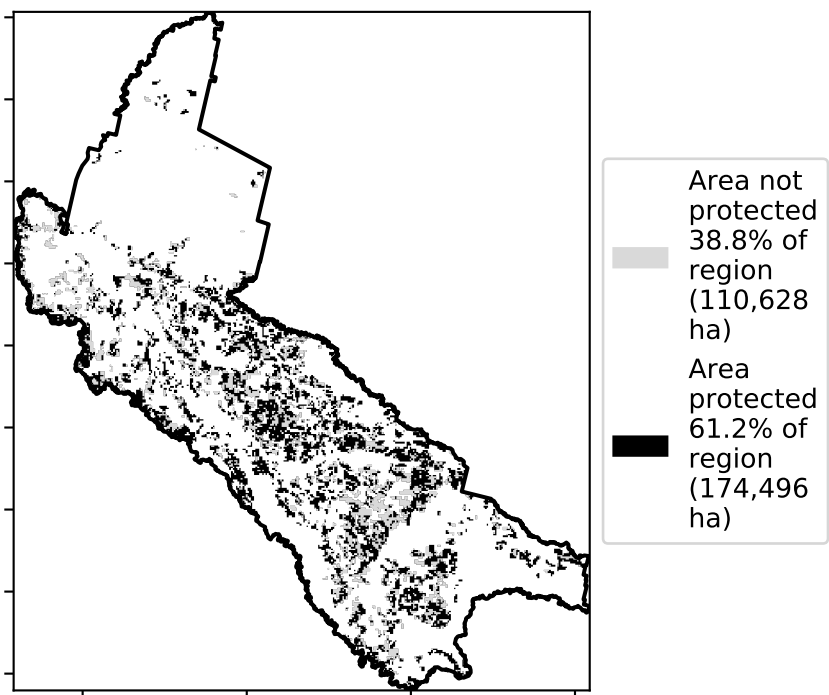 Area not
protected
38.8% of
region
(110,628
ha)
Area
protected
61.2% of
region
(174,496
ha)